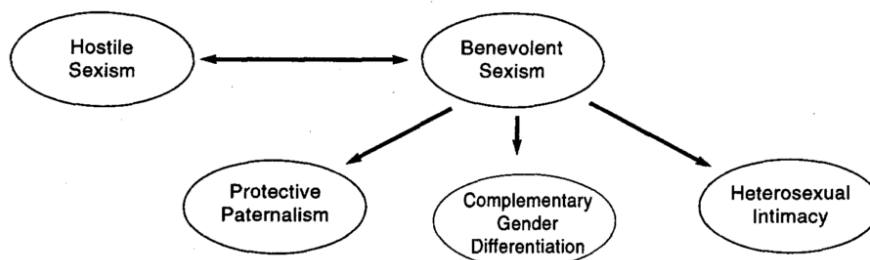 Hostile
Sexism
Benevolent
Sexism
Protective
Paternalism
Complementary
Gender
Differentiation
Heterosexual
Intimacy